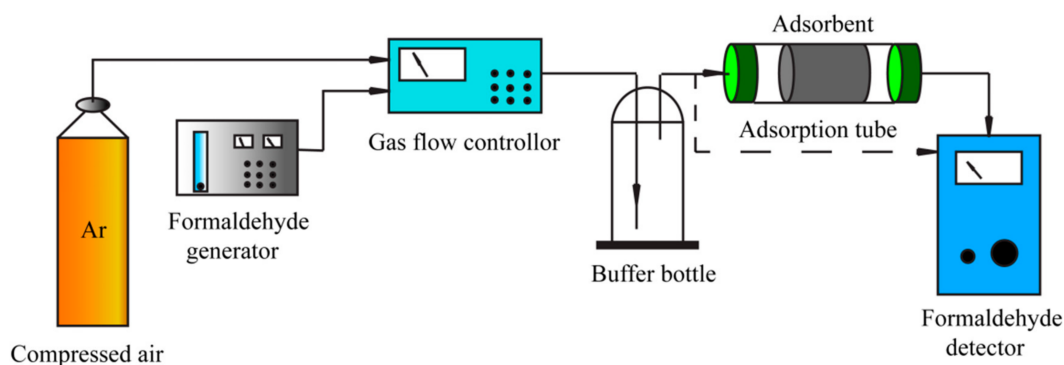 Adsorbent
Gas flow controllor
Adsorption tube
Ar
Formaldehyde
generator
Buffer bottle
Formaldehyde
detector
Compressed air